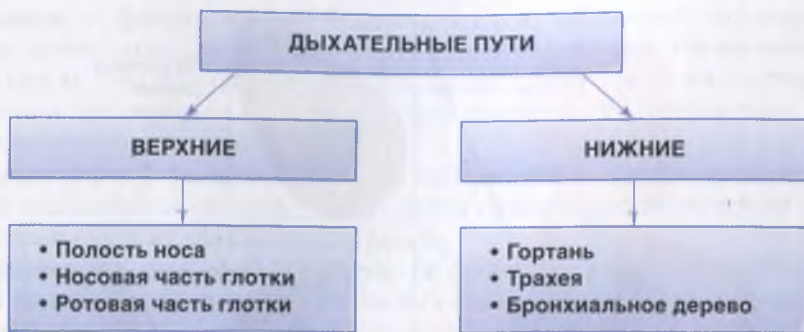 ДЫХАТЕЛЬНЫЕ ПУТИ
ВЕРХНИЕ
НИЖНИЕ
• Полость носа
• Носовая часть глотки
• Ротовая часть глотки
• Гортань
• Трахея
• Бронхиальное дерево